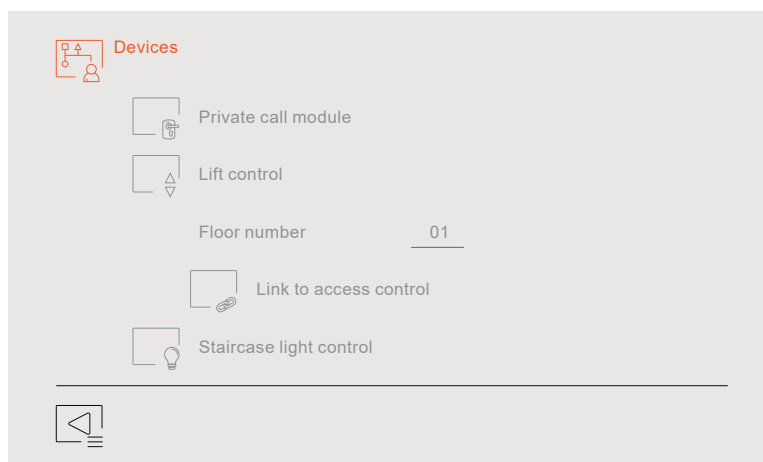 Devices
Private call module
Lift control
Floor number 01
Link to access control
Staircase light control